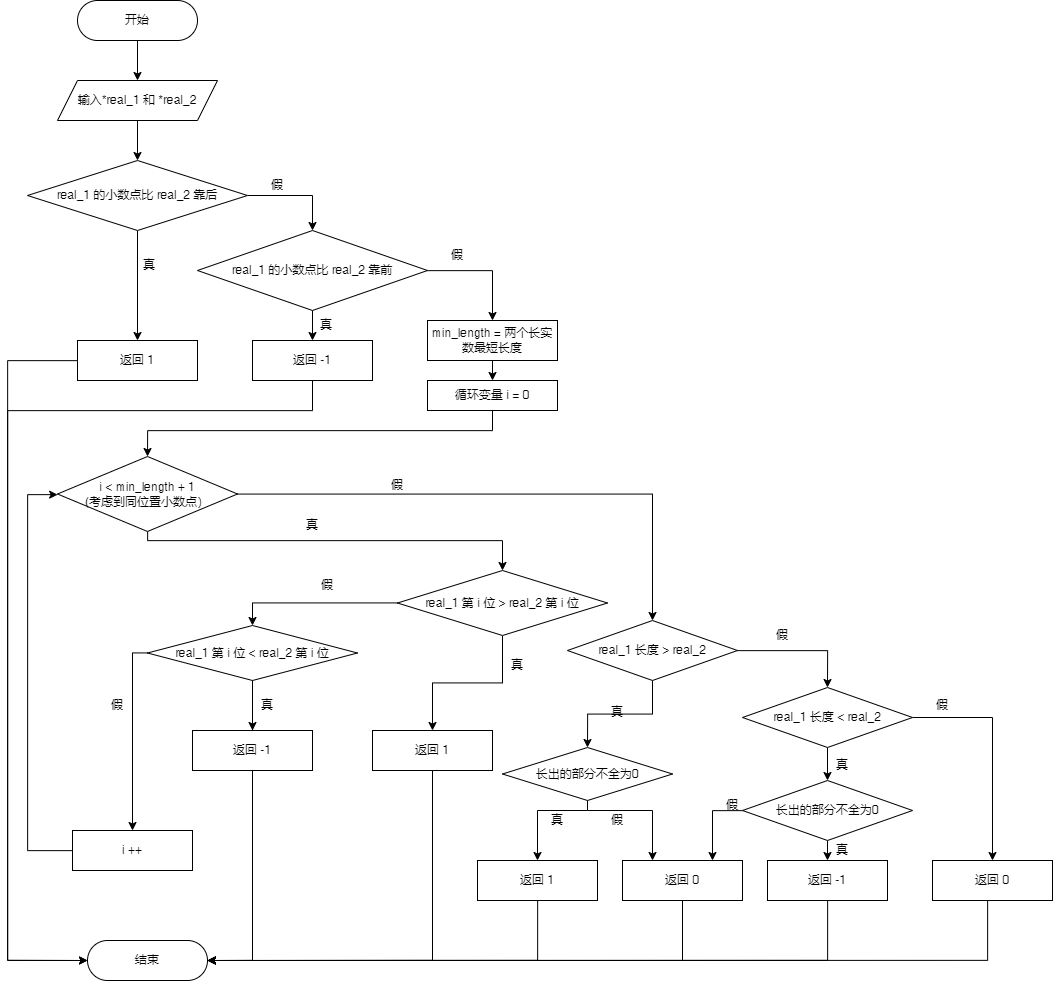 开始
输入*real_1 和 *real_2
real_1 的小数点比 real_2 靠后
假
真
real_1 的小数点比 real_2 靠前
假
真
min_length = 两个长实
数最短长度
返回 1
返回 -1
循环变量 i = 0
i < min_length + 1
(考虑到同位置小数点)
假
真
real_1 第 i 位 > real_2 第 i 位
假
真
real_1 第 i 位 < real_2 第 i 位
假
真
real_1 长度 > real_2
假
真
real_1 长度 < real_2
假
真
返回 -1
返回 1
长出的部分不全为0
真
假
长出的部分不全为0
假
真
i ++
返回 1
返回 0
返回 -1
返回 0
结束